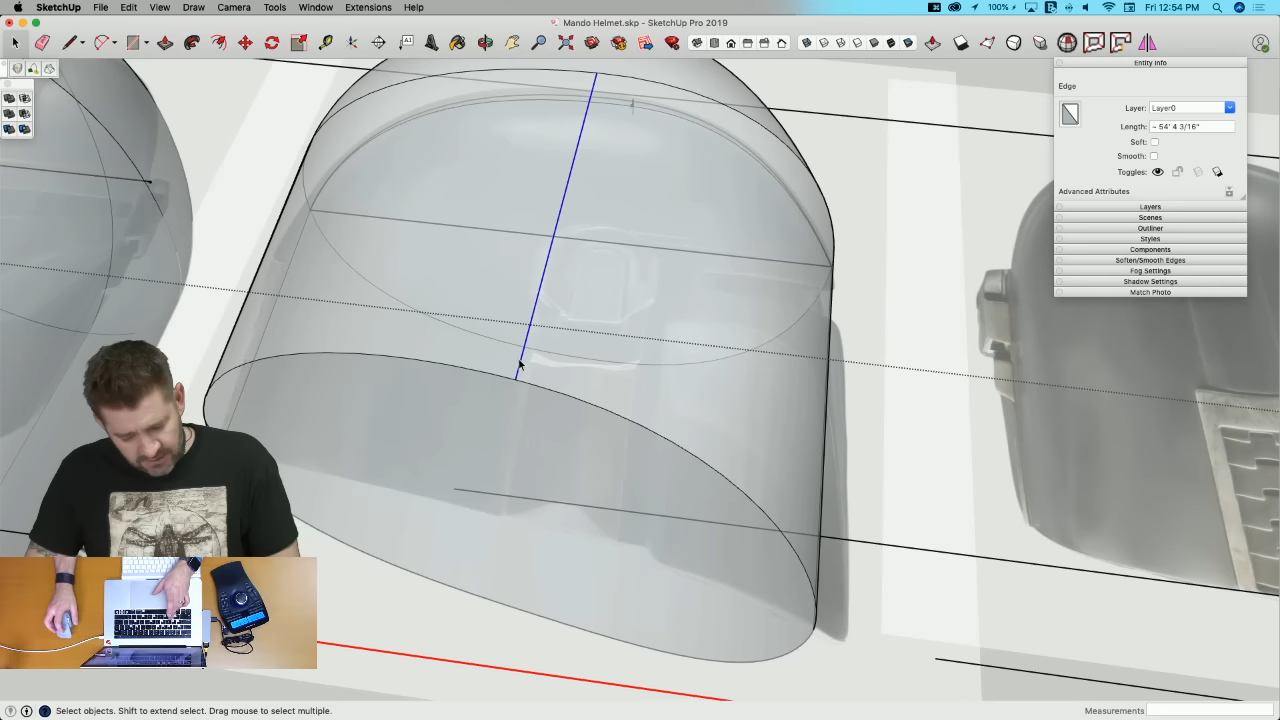 SketchUp File Edit View Draw Camera Tools Window Extensions Help
100% Fri 12:54 PM
Mando Helmet.skp - SketchUp Pro 2019
Entity Info
Edge
Layer: Layer0
Length: ~ 54' 4 3/16"
Soft:
Smooth:
Toggles:
Advanced Attributes
Layers
Scenes
Outliner
Styles
Components
Soften/Smooth Edges
Fog Settings
Shadow Settings
Match Photo
Select objects. Shift to extend select. Drag mouse to select multiple.
Measurements